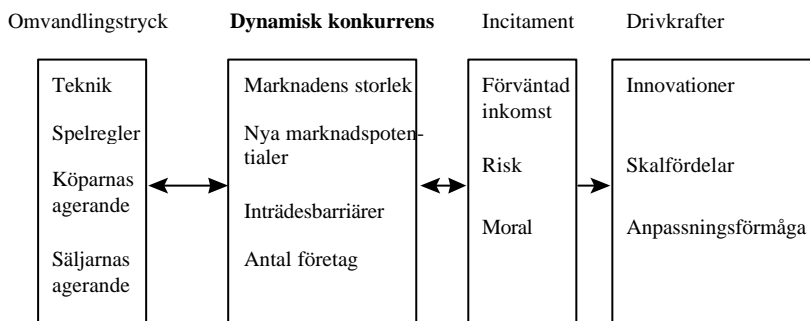 Omvandlingstryck
Dynamisk konkurrens
Incitament
Drivkrafter
Teknik
Spelregler
Köparnas
agerande
Säljarnas
agerande
Marknadens storlek
Nya marknadspoten-
tialer
Inträdesbarriärer
Antal företag
Förväntad
inkomst
Risk
Moral
Innovationer
Skalfördelar
Anpassningsförmåga